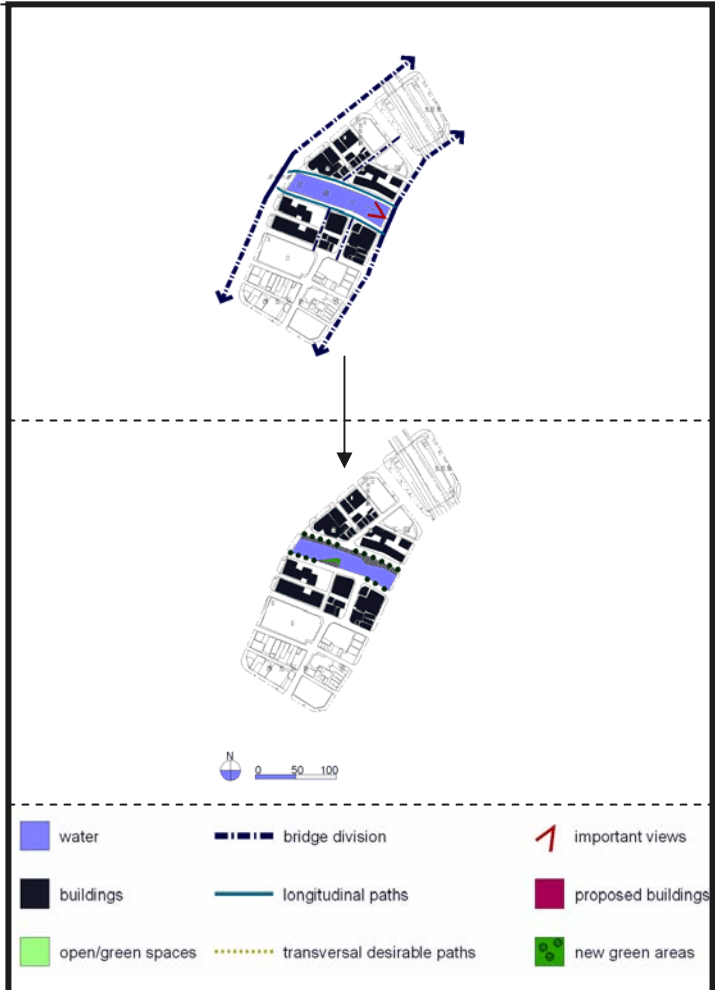 N
0 50 100
water bridge division important views
buildings longitudinal paths proposed buildings
open/green spaces transversal desirable paths new green areas